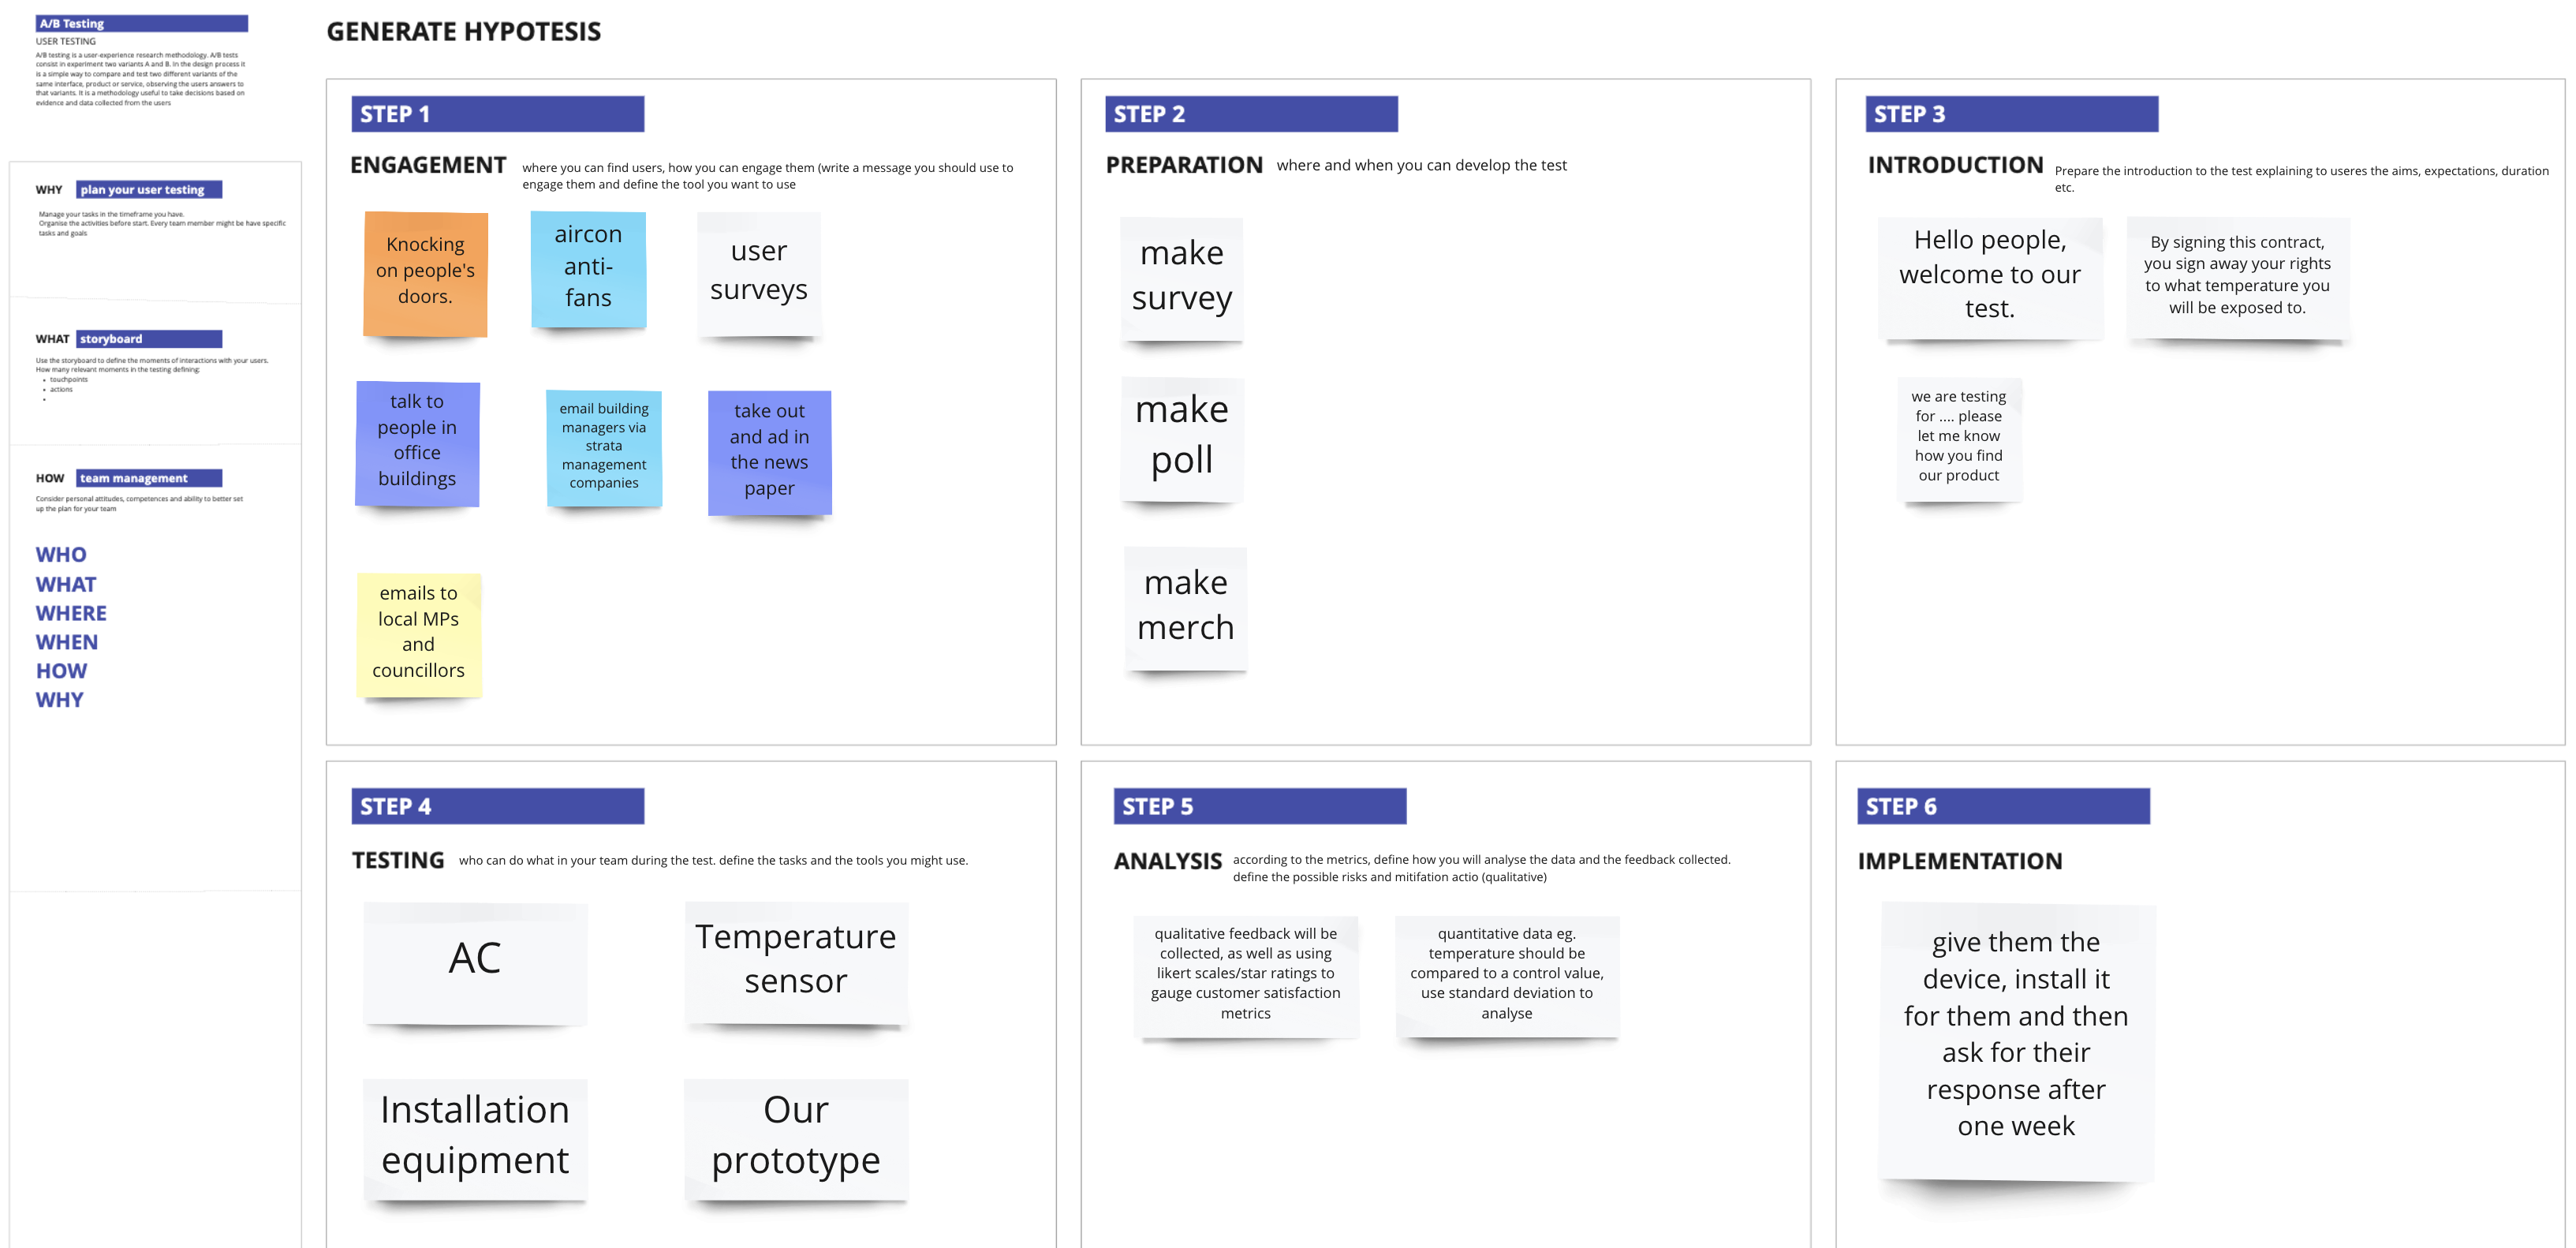 A/B Testing
USER TESTING
A/B testing is a user-experience research methodology. A/B tests
consist in experiment two variants A and B. In the design process it
is a simple way to compare and test two different variants of the
same interface, product or service, observing the users answers to
that variants. It is a methodology useful to take decisions based on
evidence and data collected from the users
WHY plan your user testing
Manage your tasks in the timeframe you have.
Organise the activities before start. Every team member might be have specific
tasks and goals
WHAT storyboard
Use the storyboard to define the moments of interactions with your users.
How many relevant moments in the testing defining:
• touchpoints
• actions
•
HOW team management
Consider personal attitudes, competences and ability to better set
up the plan for your team
WHO
WHAT
WHERE
WHEN
HOW
WHY
GENERATE HYPOTESIS
STEP 1
ENGAGEMENT where you can find users, how you can engage them (write a message you should use to
engage them and define the tool you want to use
Knocking
on people's
doors.
aircon
anti-
fans
user
surveys
talk to
people in
office
buildings
email building
managers via
strata
management
companies
take out
and ad in
the news
paper
emails to
local MPs
and
councillors
STEP 2
PREPARATION where and when you can develop the test
make
survey
make
poll
make
merch
STEP 3
INTRODUCTION Prepare the introduction to the test explaining to useres the aims, expectations, duration
etc.
Hello people,
welcome to our
test.
By signing this contract,
you sign away your rights
to what temperature you
will be exposed to.
we are testing
for .... please
let me know
how you find
our product
STEP 4
TESTING who can do what in your team during the test. define the tasks and the tools you might use.
AC
Temperature
sensor
Installation
equipment
Our
prototype
STEP 5
ANALYSIS according to the metrics, define how you will analyse the data and the feedback collected.
define the possible risks and mitifation actio (qualitative)
qualitative feedback will be
collected, as well as using
likert scales/star ratings to
gauge customer satisfaction
metrics
quantitative data eg.
temperature should be
compared to a control value,
use standard deviation to
analyse
STEP 6
IMPLEMENTATION
give them the
device, install it
for them and then
ask for their
response after
one week